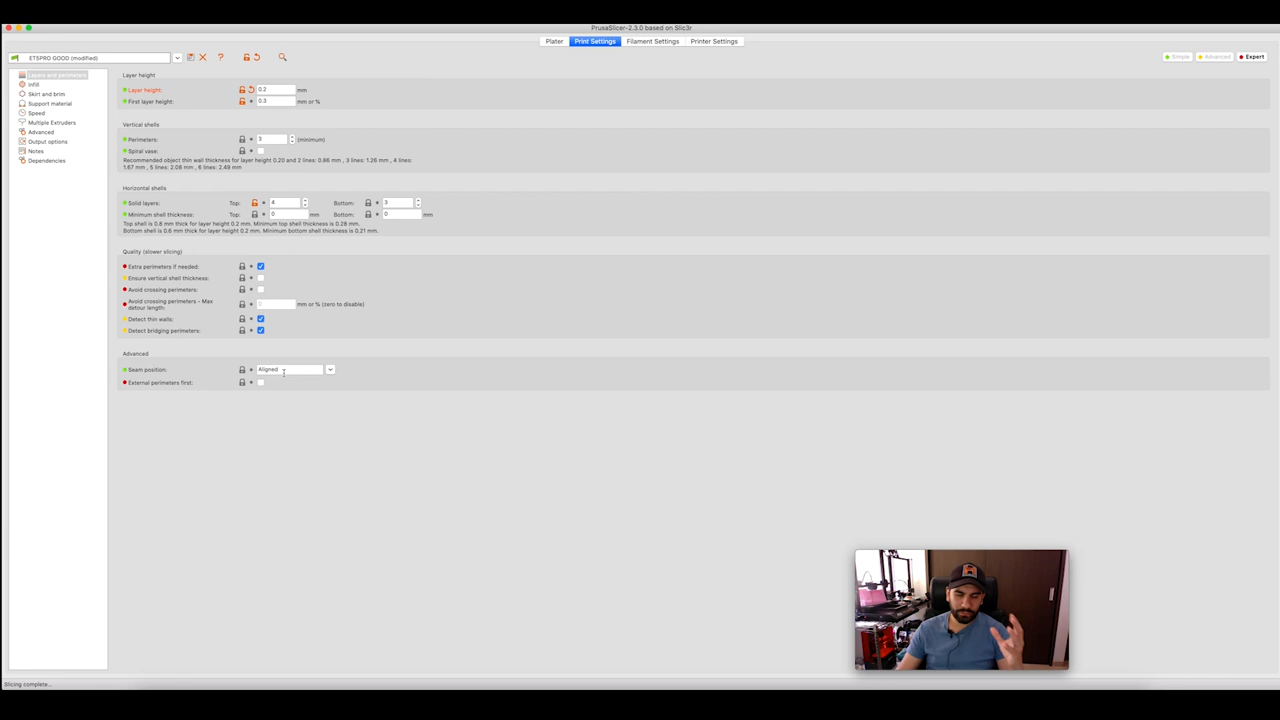 PrusaSlicer-2.3.0 based on Slic3r
Plater Print Settings Filament Settings Printer Settings
ET5PRO GOOD (modified) ? Simple Advanced Expert
Layers and perimeters
Infill
Skirt and brim
Support material
Speed
Multiple Extruders
Advanced
Output options
Notes
Dependencies
Layer height
Layer height: 0.2 mm
First layer height: 0.3 mm or %
Vertical shells
Perimeters: 3 (minimum)
Spiral vase:
Recommended object thin wall thickness for layer height 0.20 and 2 lines: 0.86 mm , 3 lines: 1.26 mm , 4 lines:
1.67 mm , 5 lines: 2.08 mm , 6 lines: 2.49 mm
Horizontal shells
Solid layers: Top: 4 Bottom: 3
Minimum shell thickness: Top: 0 mm Bottom: 0 mm
Top shell is 0.8 mm thick for layer height 0.2 mm. Minimum top shell thickness is 0.28 mm.
Bottom shell is 0.6 mm thick for layer height 0.2 mm. Minimum bottom shell thickness is 0.21 mm.
Quality (slower slicing)
Extra perimeters if needed:
Ensure vertical shell thickness:
Avoid crossing perimeters:
Avoid crossing perimeters - Max
detour length: 0 mm or % (zero to disable)
Detect thin walls:
Detect bridging perimeters:
Advanced
Seam position: Aligned
External perimeters first:
Slicing complete...